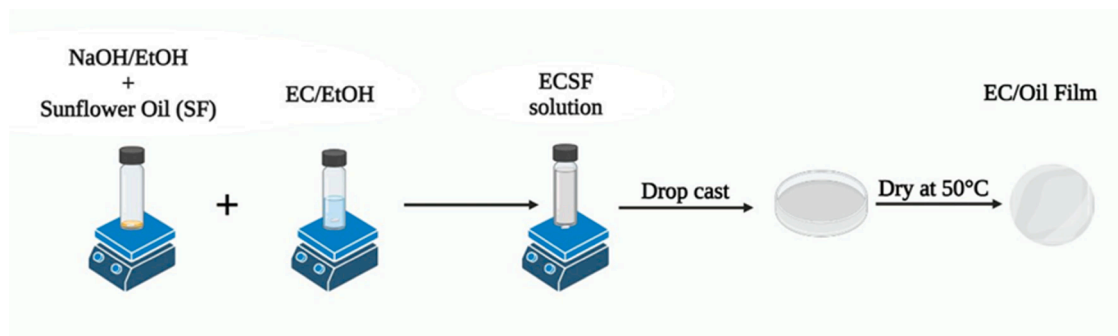 NaOH/EtOH
+
Sunflower Oil (SF)
+
EC/EtOH
ECSF
solution
Drop cast
Dry at 50°C
EC/Oil Film